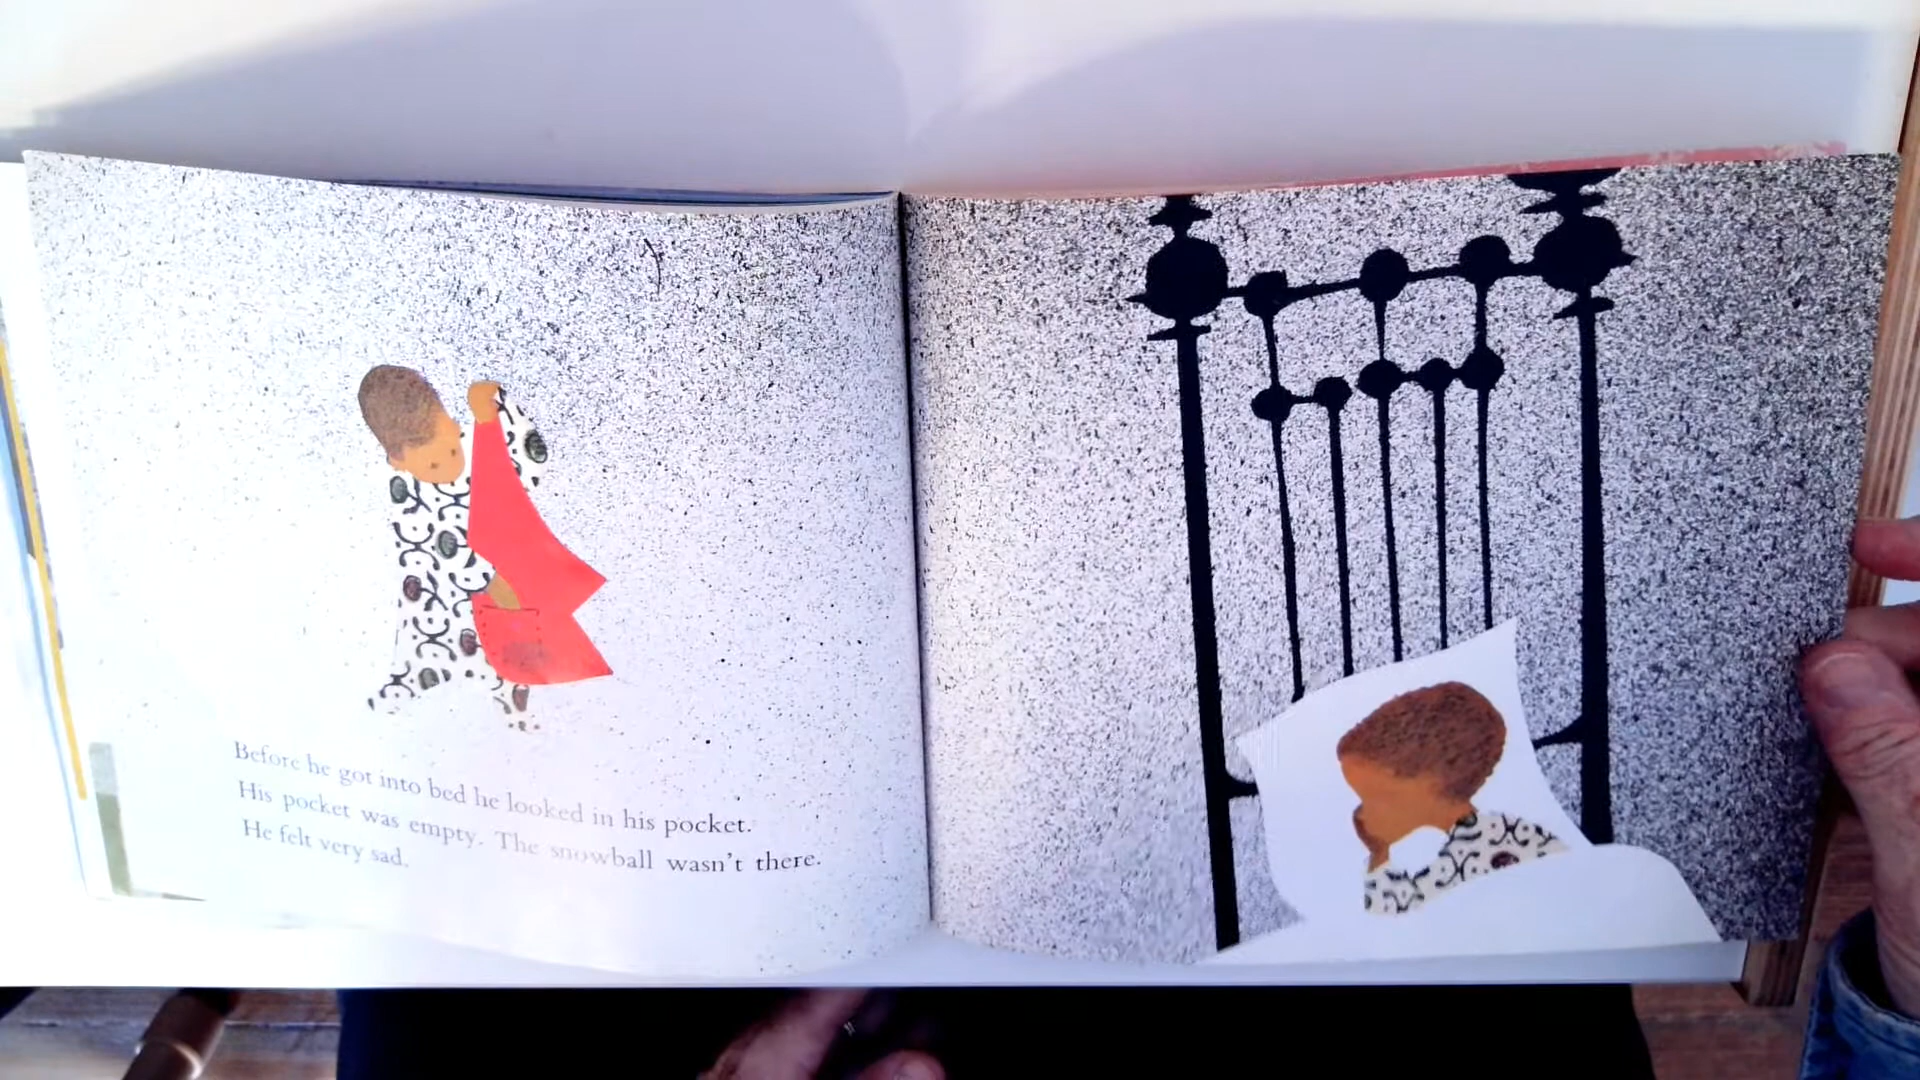 Before he got into bed he looked in his pocket.
His pocket was empty. The snowball wasn't there.
He felt very sad.